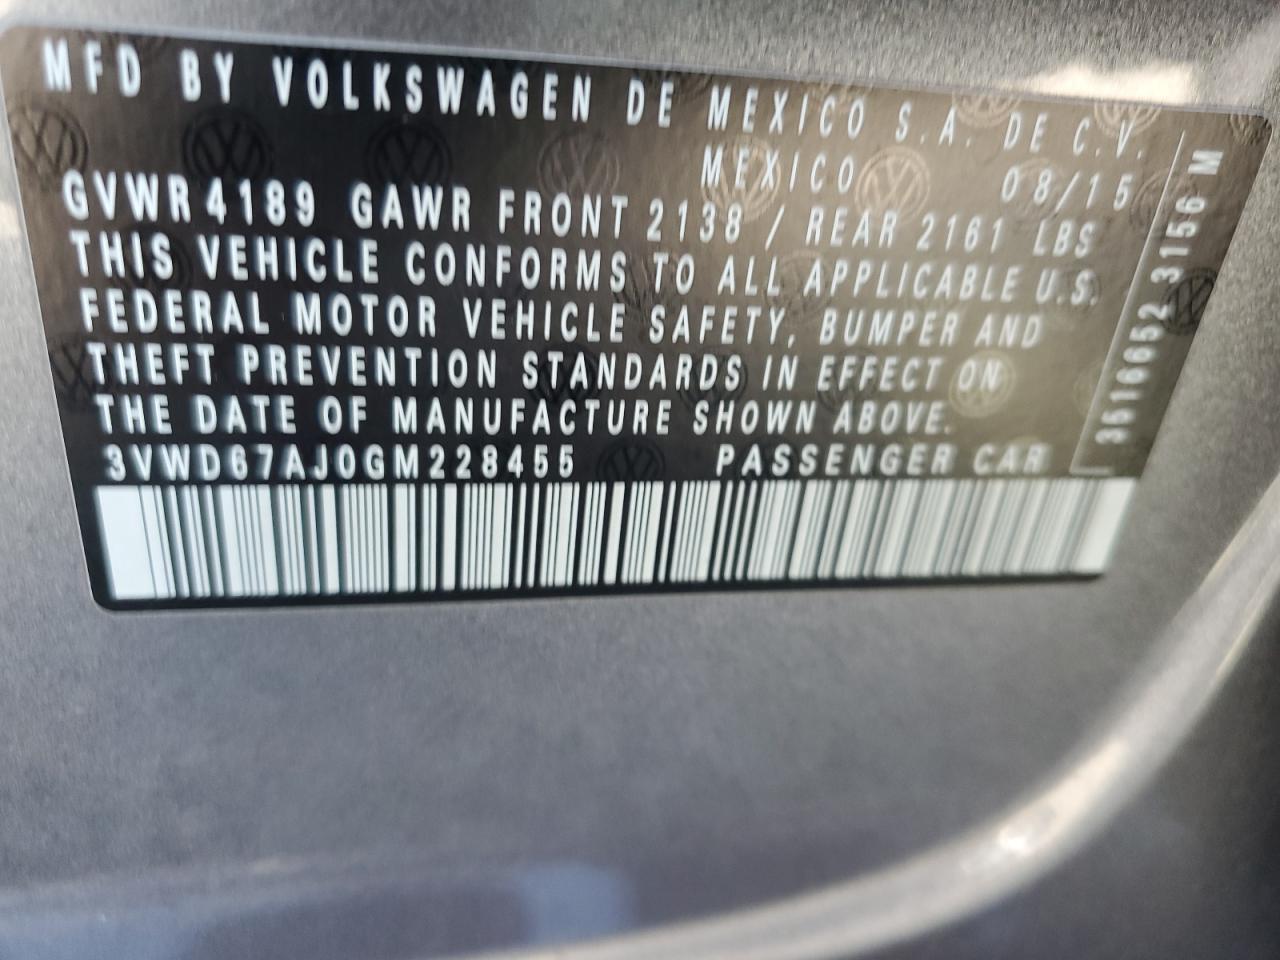 MFD BY VOLKSWAGEN DE MEXICO S.A. DE C.V.
MEXICO 08/15
GVWR 4189 GAWR FRONT 2138 / REAR 2161 LBS
THIS VEHICLE CONFORMS TO ALL APPLICABLE U.S.
FEDERAL MOTOR VEHICLE SAFETY, BUMPER AND
THEFT PREVENTION STANDARDS IN EFFECT ON
THE DATE OF MANUFACTURE SHOWN ABOVE.
3VWD67AJ0GM228455 PASSENGER CAR
3516652 3156 M